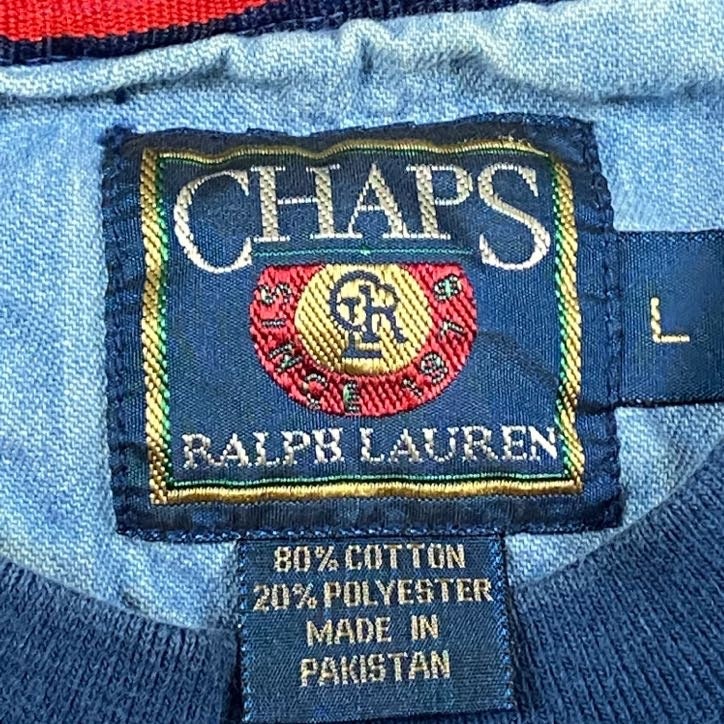 CHAPS
SINCE 1978
RALPH LAUREN
L
80% COTTON
20% POLYESTER
MADE IN
PAKISTAN